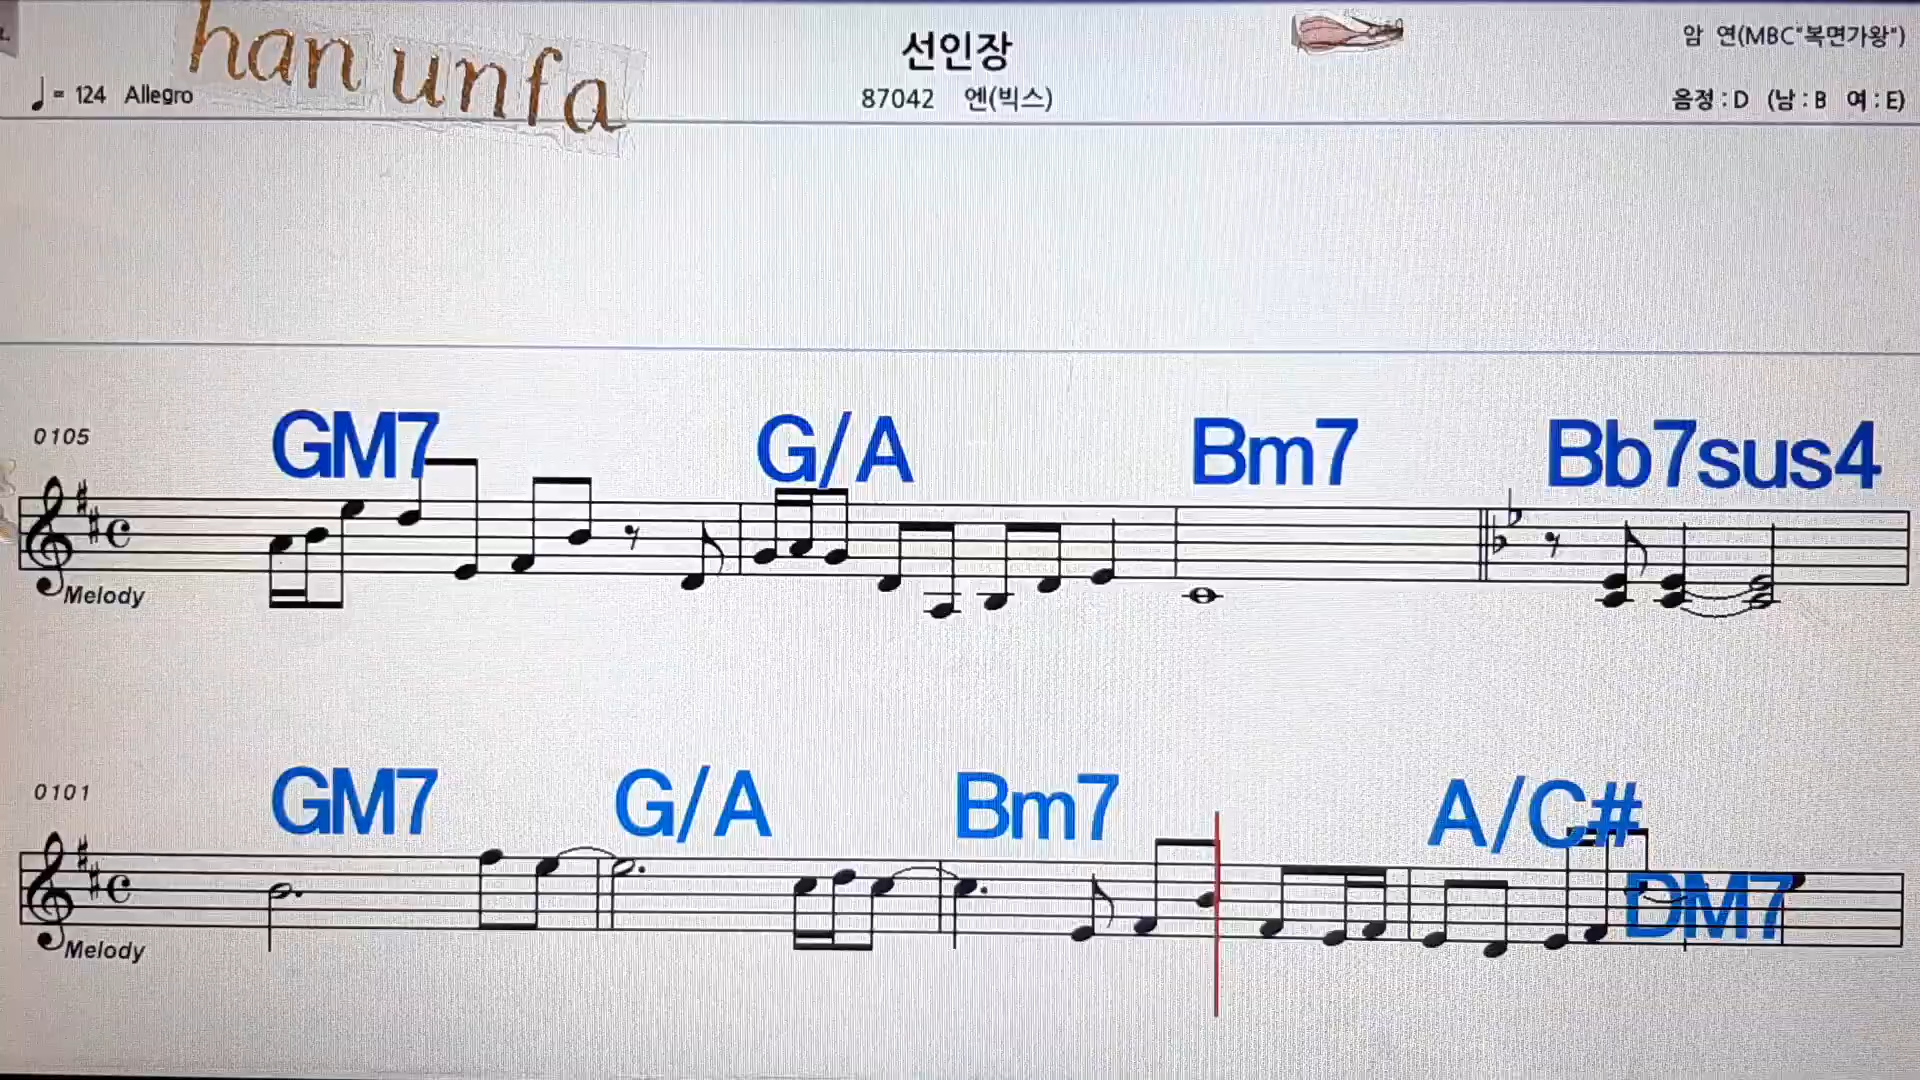 han unfa
선인장
암 연(MBC"복면가왕")
♩= 124 Allegro
87042 엔(빅스)
음정 : D (남 : B 여 : E)
0105
GM7 G/A Bm7 Bb7sus4
Melody
0101
GM7 G/A Bm7 A/C# DM7
Melody